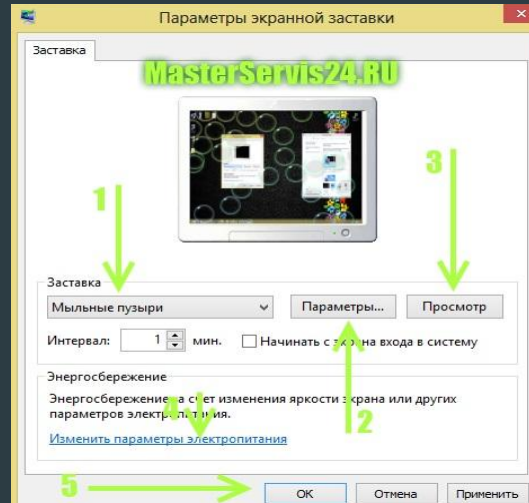 Параметры экранной заставки
Заставка
MasterServis24.RU
1
3
Заставка
Мыльные пузыри
Параметры...
Просмотр
Интервал: 1 мин. Начинать с экрана входа в систему
Энергосбережение
Энергосбережение за счет изменения яркости экрана или других
параметров электропитания.
4
2
Изменить параметры электропитания
5
ОК
Отмена
Применить